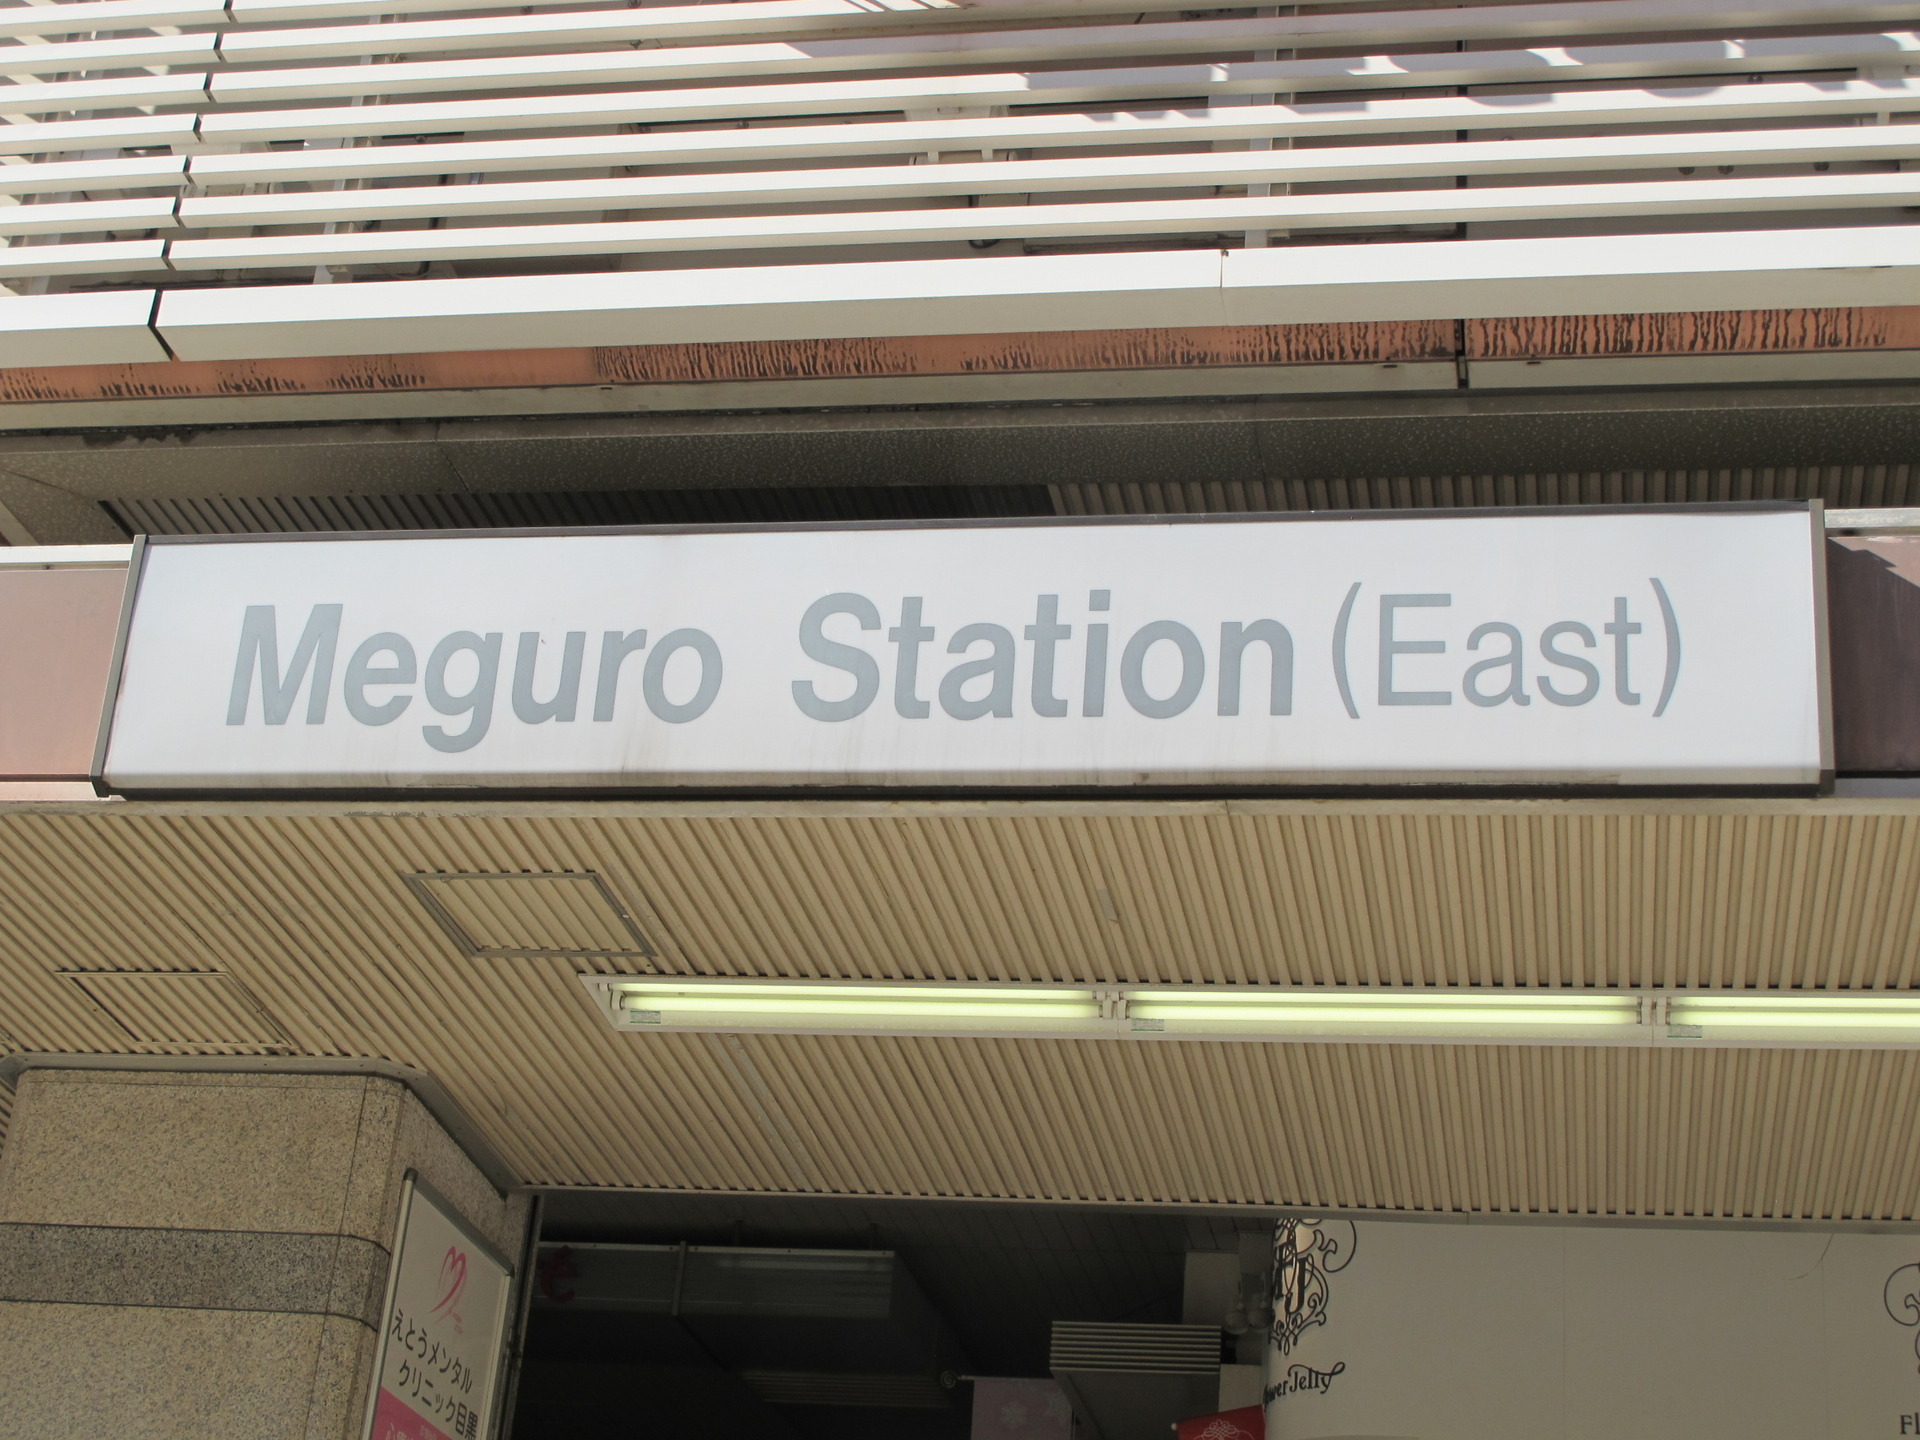 Meguro Station (East)
えとうメンタル
クリニック目黒